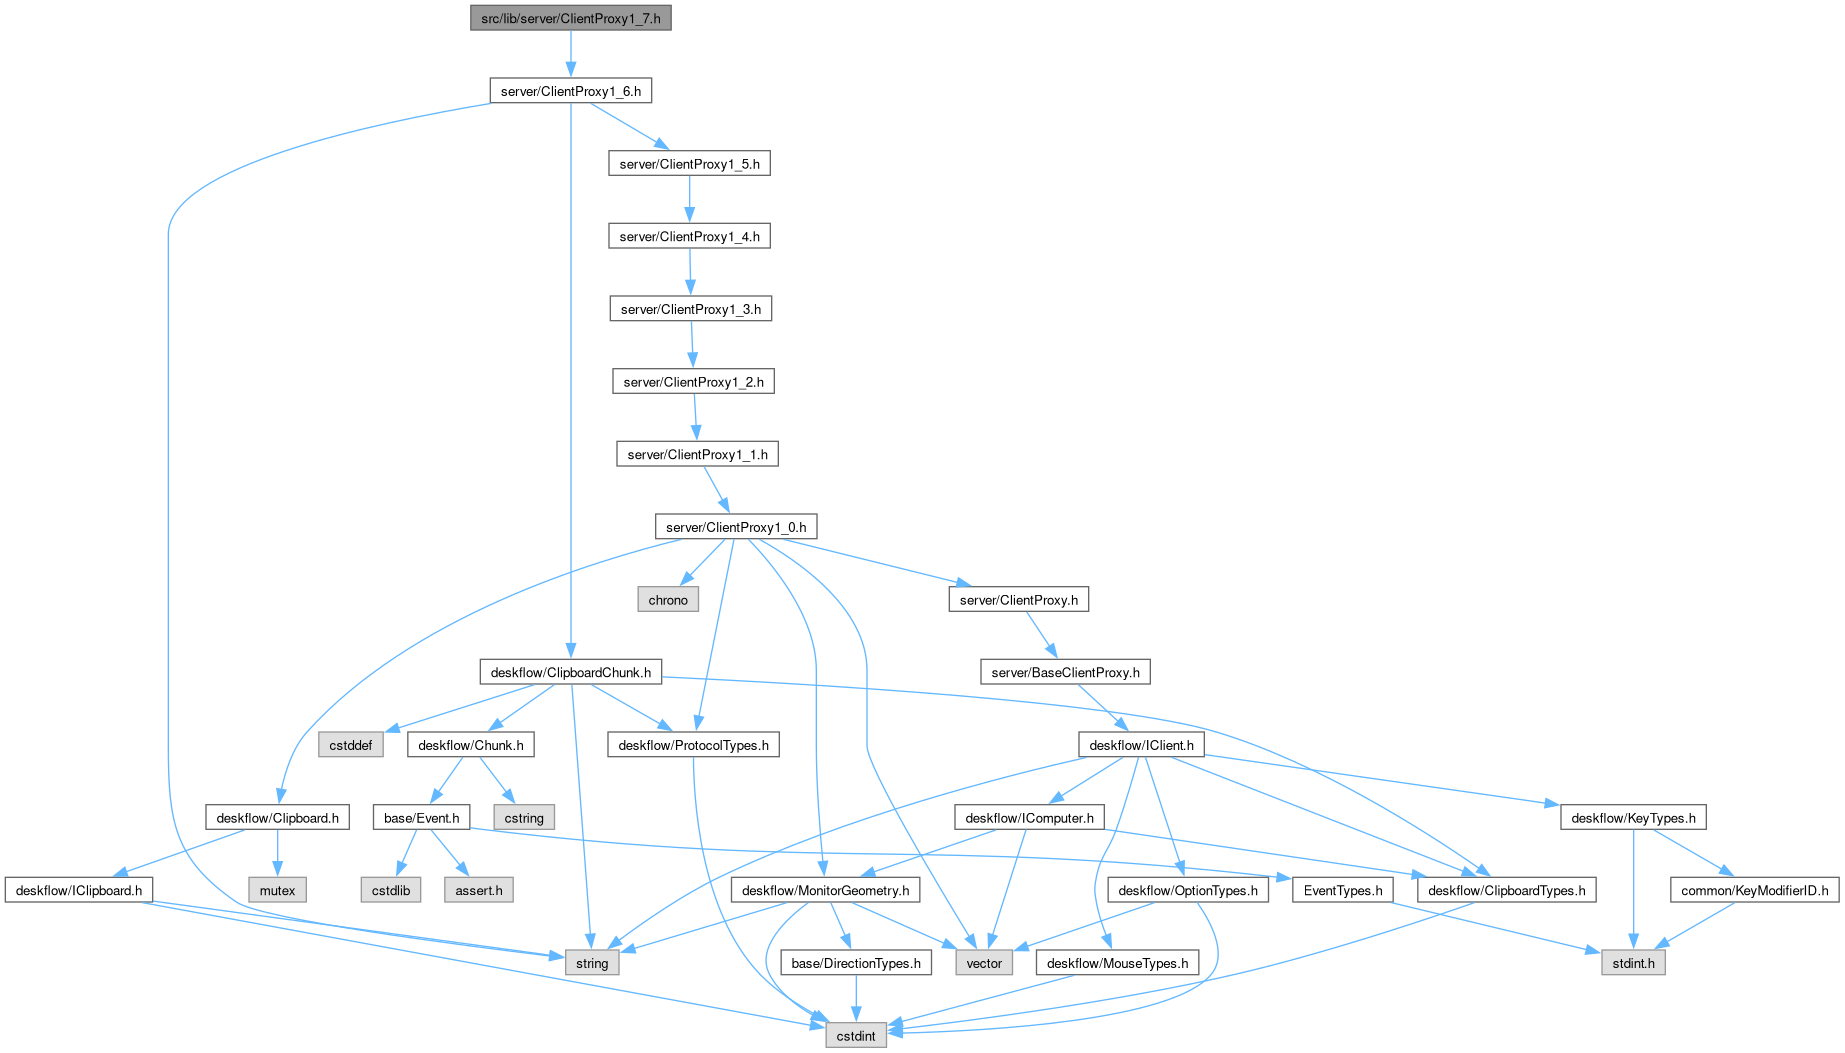 src/lib/server/ClientProxy1_7.h
server/ClientProxy1_6.h
server/ClientProxy1_5.h
server/ClientProxy1_4.h
server/ClientProxy1_3.h
server/ClientProxy1_2.h
server/ClientProxy1_1.h
server/ClientProxy1_0.h
chrono
server/ClientProxy.h
deskflow/ClipboardChunk.h
server/BaseClientProxy.h
cstddef
deskflow/Chunk.h
deskflow/ProtocolTypes.h
deskflow/IClient.h
deskflow/Clipboard.h
base/Event.h
cstring
deskflow/IComputer.h
deskflow/KeyTypes.h
deskflow/IClipboard.h
mutex
cstdlib
assert.h
deskflow/MonitorGeometry.h
deskflow/OptionTypes.h
EventTypes.h
deskflow/ClipboardTypes.h
common/KeyModifierID.h
string
base/DirectionTypes.h
vector
deskflow/MouseTypes.h
stdint.h
cstdint